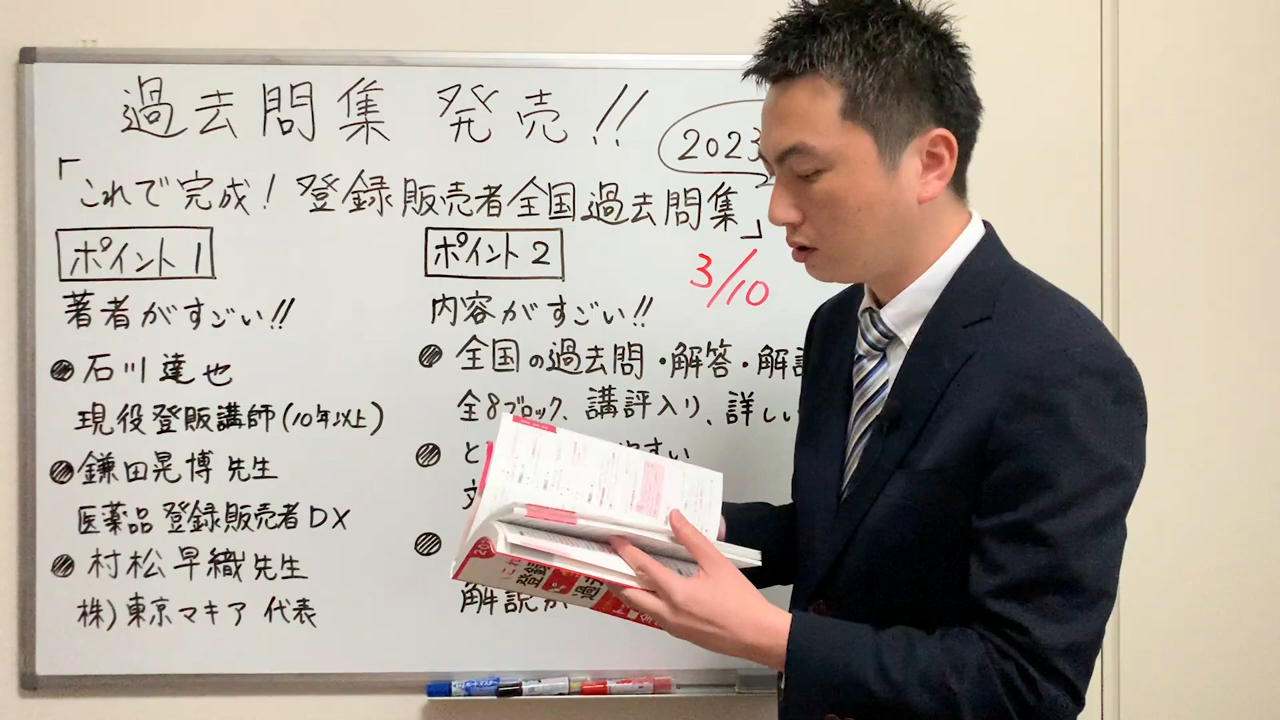 過去問集 発売!!
2023
「これで完成! 登録販売者全国過去問集」
3/10
ポイント1
著者がすごい!!
石川達也
現役登販講師(10年以上)
鎌田晃博先生
医薬品登録販売者DX
村松早織先生
株)東京マキア 代表
ポイント2
内容がすごい!!
全国の過去問・解答・解説
全8ブロック、講評入り、詳しい
と
すい
文
解説が